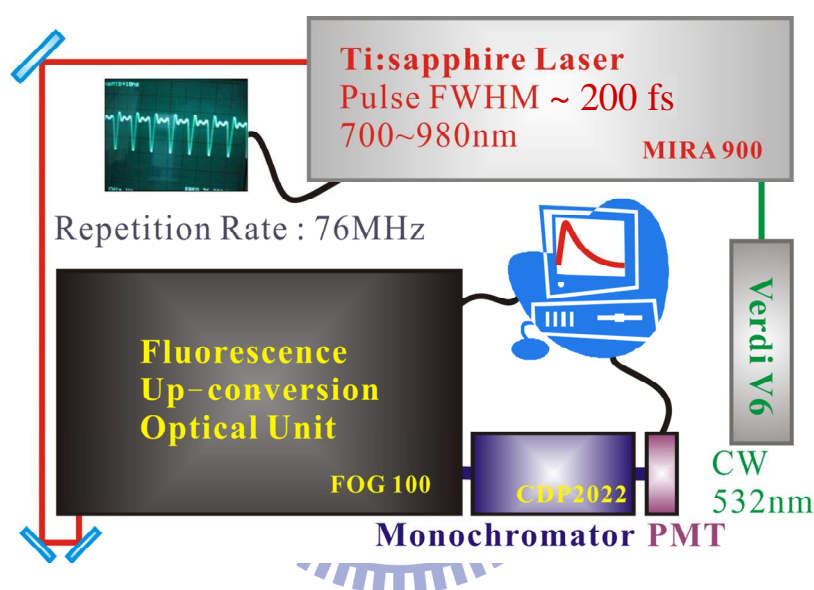 Ti:sapphire Laser
Pulse FWHM ~ 200 fs
700~980nm
MIRA 900
Repetition Rate : 76MHz
Verdi V6
Fluorescence
Up-conversion
Optical Unit
FOG 100
CDP2022
CW
532nm
Monochromator PMT